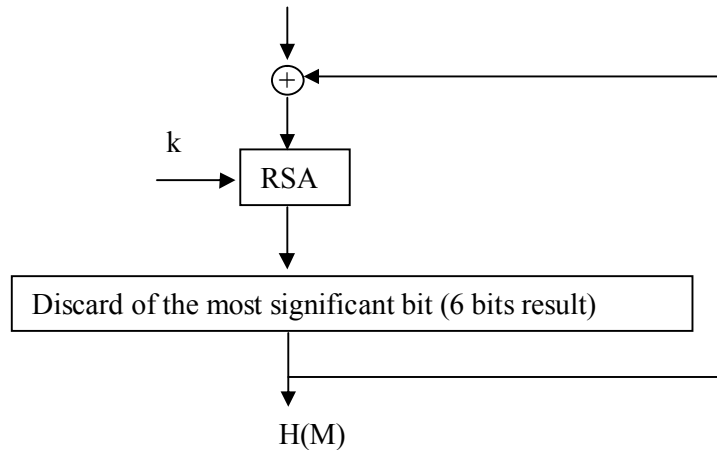 +
k
RSA
Discard of the most significant bit (6 bits result)
H(M)